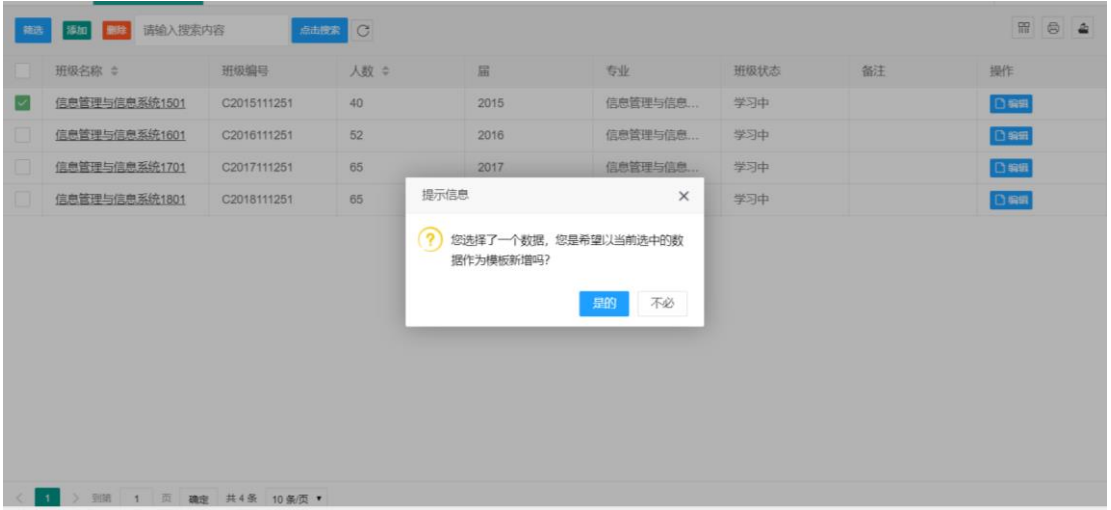 筛选 添加 删除 请输入搜索内容 点击搜索
班级名称 班级编号 人数 届 专业 班级状态 备注 操作
信息管理与信息系统1501 C2015111251 40 2015 信息管理与信息... 学习中 编辑
信息管理与信息系统1601 C2016111251 52 2016 信息管理与信息... 学习中 编辑
信息管理与信息系统1701 C2017111251 65 2017 信息管理与信息... 学习中 编辑
信息管理与信息系统1801 C2018111251 65 学习中 编辑
提示信息
您选择了一个数据，您是希望以当前选中的数
据作为模板新增吗?
是的 不必
1 到第 1 页 确定 共 4 条 10 条/页